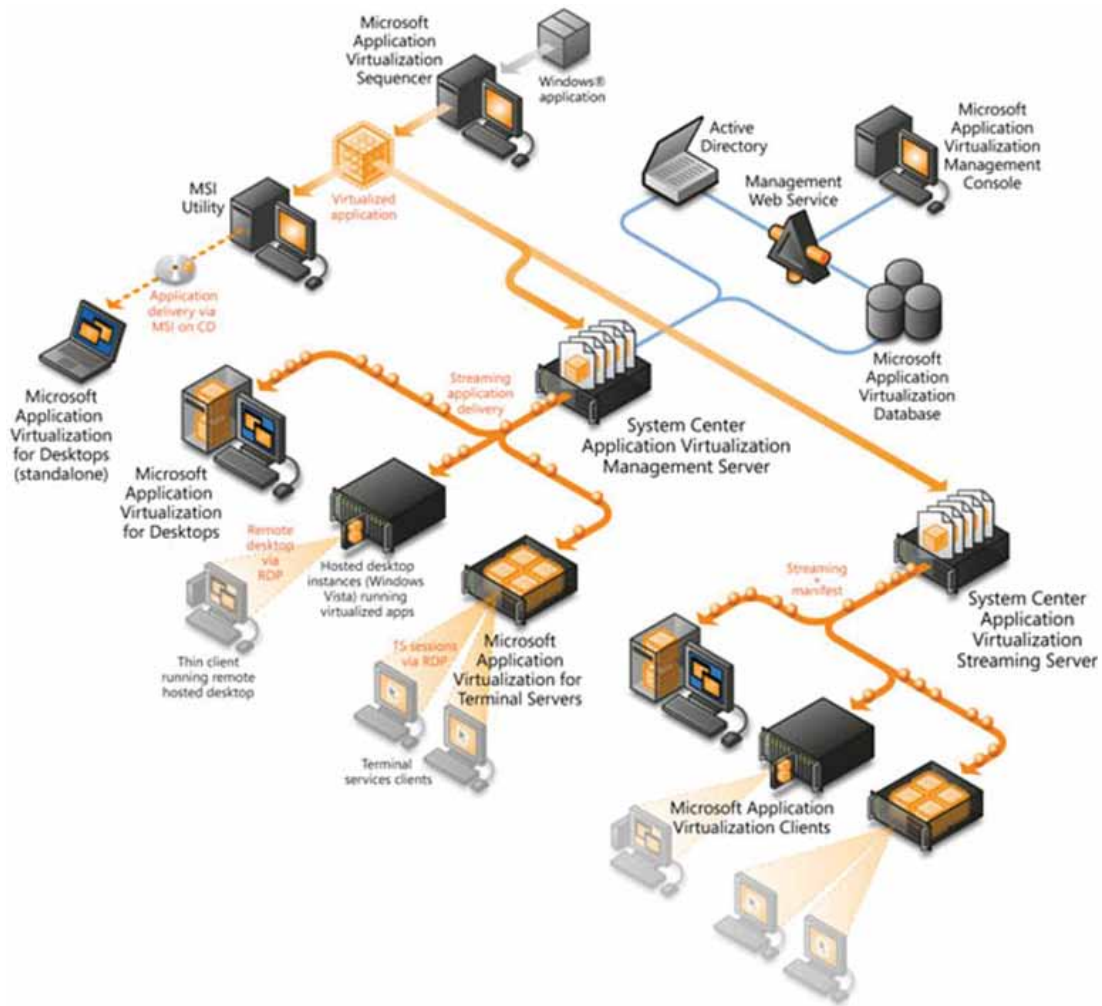 Microsoft
Application
Virtualization
Sequencer
Windows®
application
Active
Directory
Microsoft
Application
Virtualization
Management
Console
Management
Web Service
MSI
Utility
Virtualized
application
Application
delivery via
MSI on CD
Microsoft
Application
Virtualization
for Desktops
(standalone)
Streaming
application
delivery
Microsoft
Application
Virtualization
Database
System Center
Application Virtualization
Management Server
Microsoft
Application
Virtualization
for Desktops
Remote
desktop via
RDP
Hosted desktop
instances (Windows
Vista) running
virtualized apps
Thin client
running remote
hosted desktop
TS sessions
via RDP
Microsoft
Application
Virtualization for
Terminal Servers
Terminal
services clients
Streaming
+
manifest
System Center
Application
Virtualization
Streaming Server
Microsoft Application
Virtualization Clients